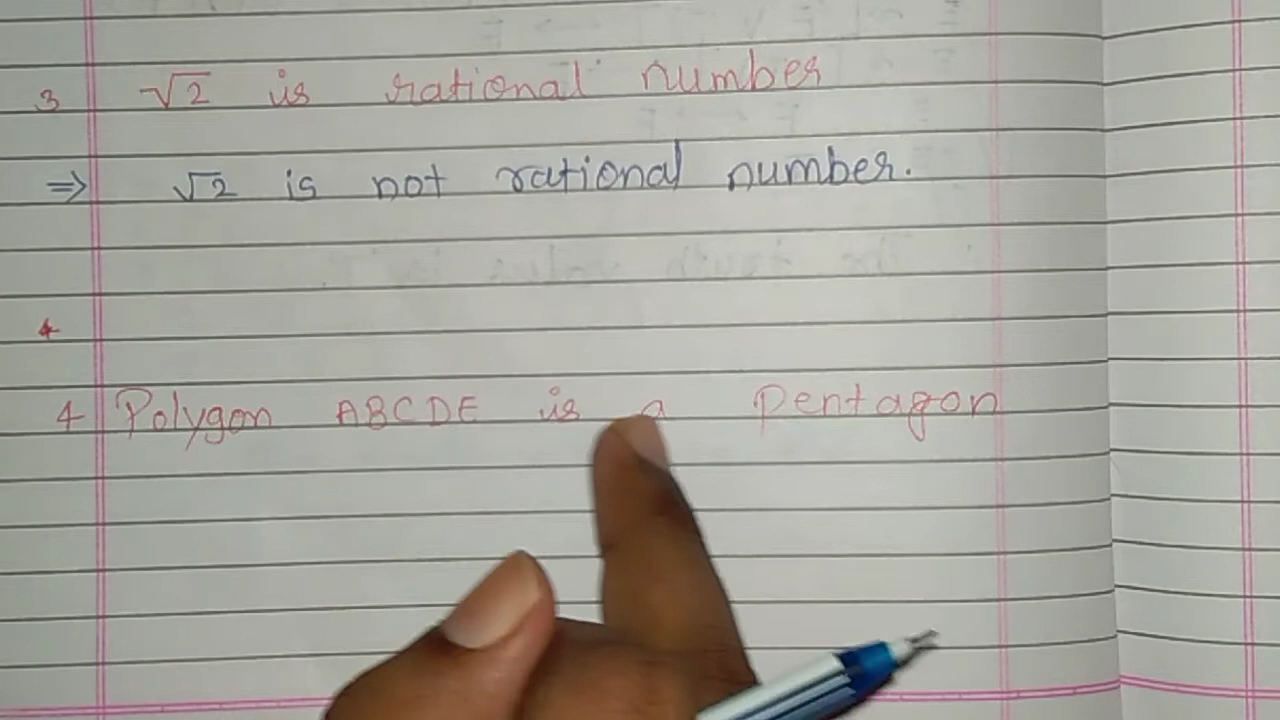 3 √2 is rational number
⇒ √2 is not rational number.
4
4 Polygon ABCDE is a Pentagon